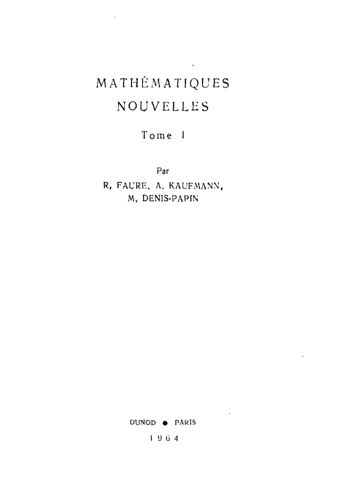 MATHÉMATIQUES
NOUVELLES
Tome I
Par
R. FAURE, A. KAUFMANN,
M. DENIS-PAPIN
DUNOD ● PARIS
1964